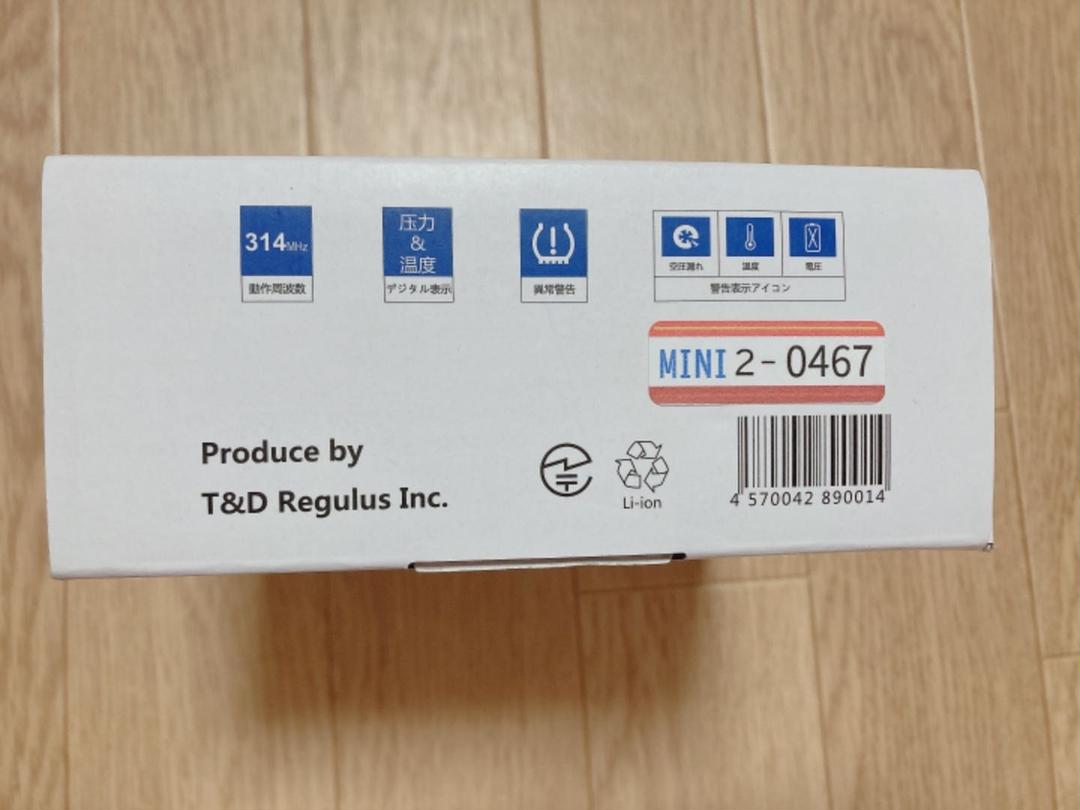 314MHz
動作周波数
压力
&
温度
デジタル表示
異常警告
空圧漏れ
温度
電圧
警告表示アイコン
MINI 2-0467
Produce by
T&D Regulus Inc.
Li-ion
4 570042 890014